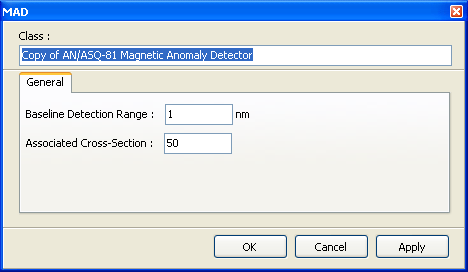 MAD
Class :
Copy of AN/ASQ-81 Magnetic Anomaly Detector
General
Baseline Detection Range : 1 nm
Associated Cross-Section : 50
OK Cancel Apply